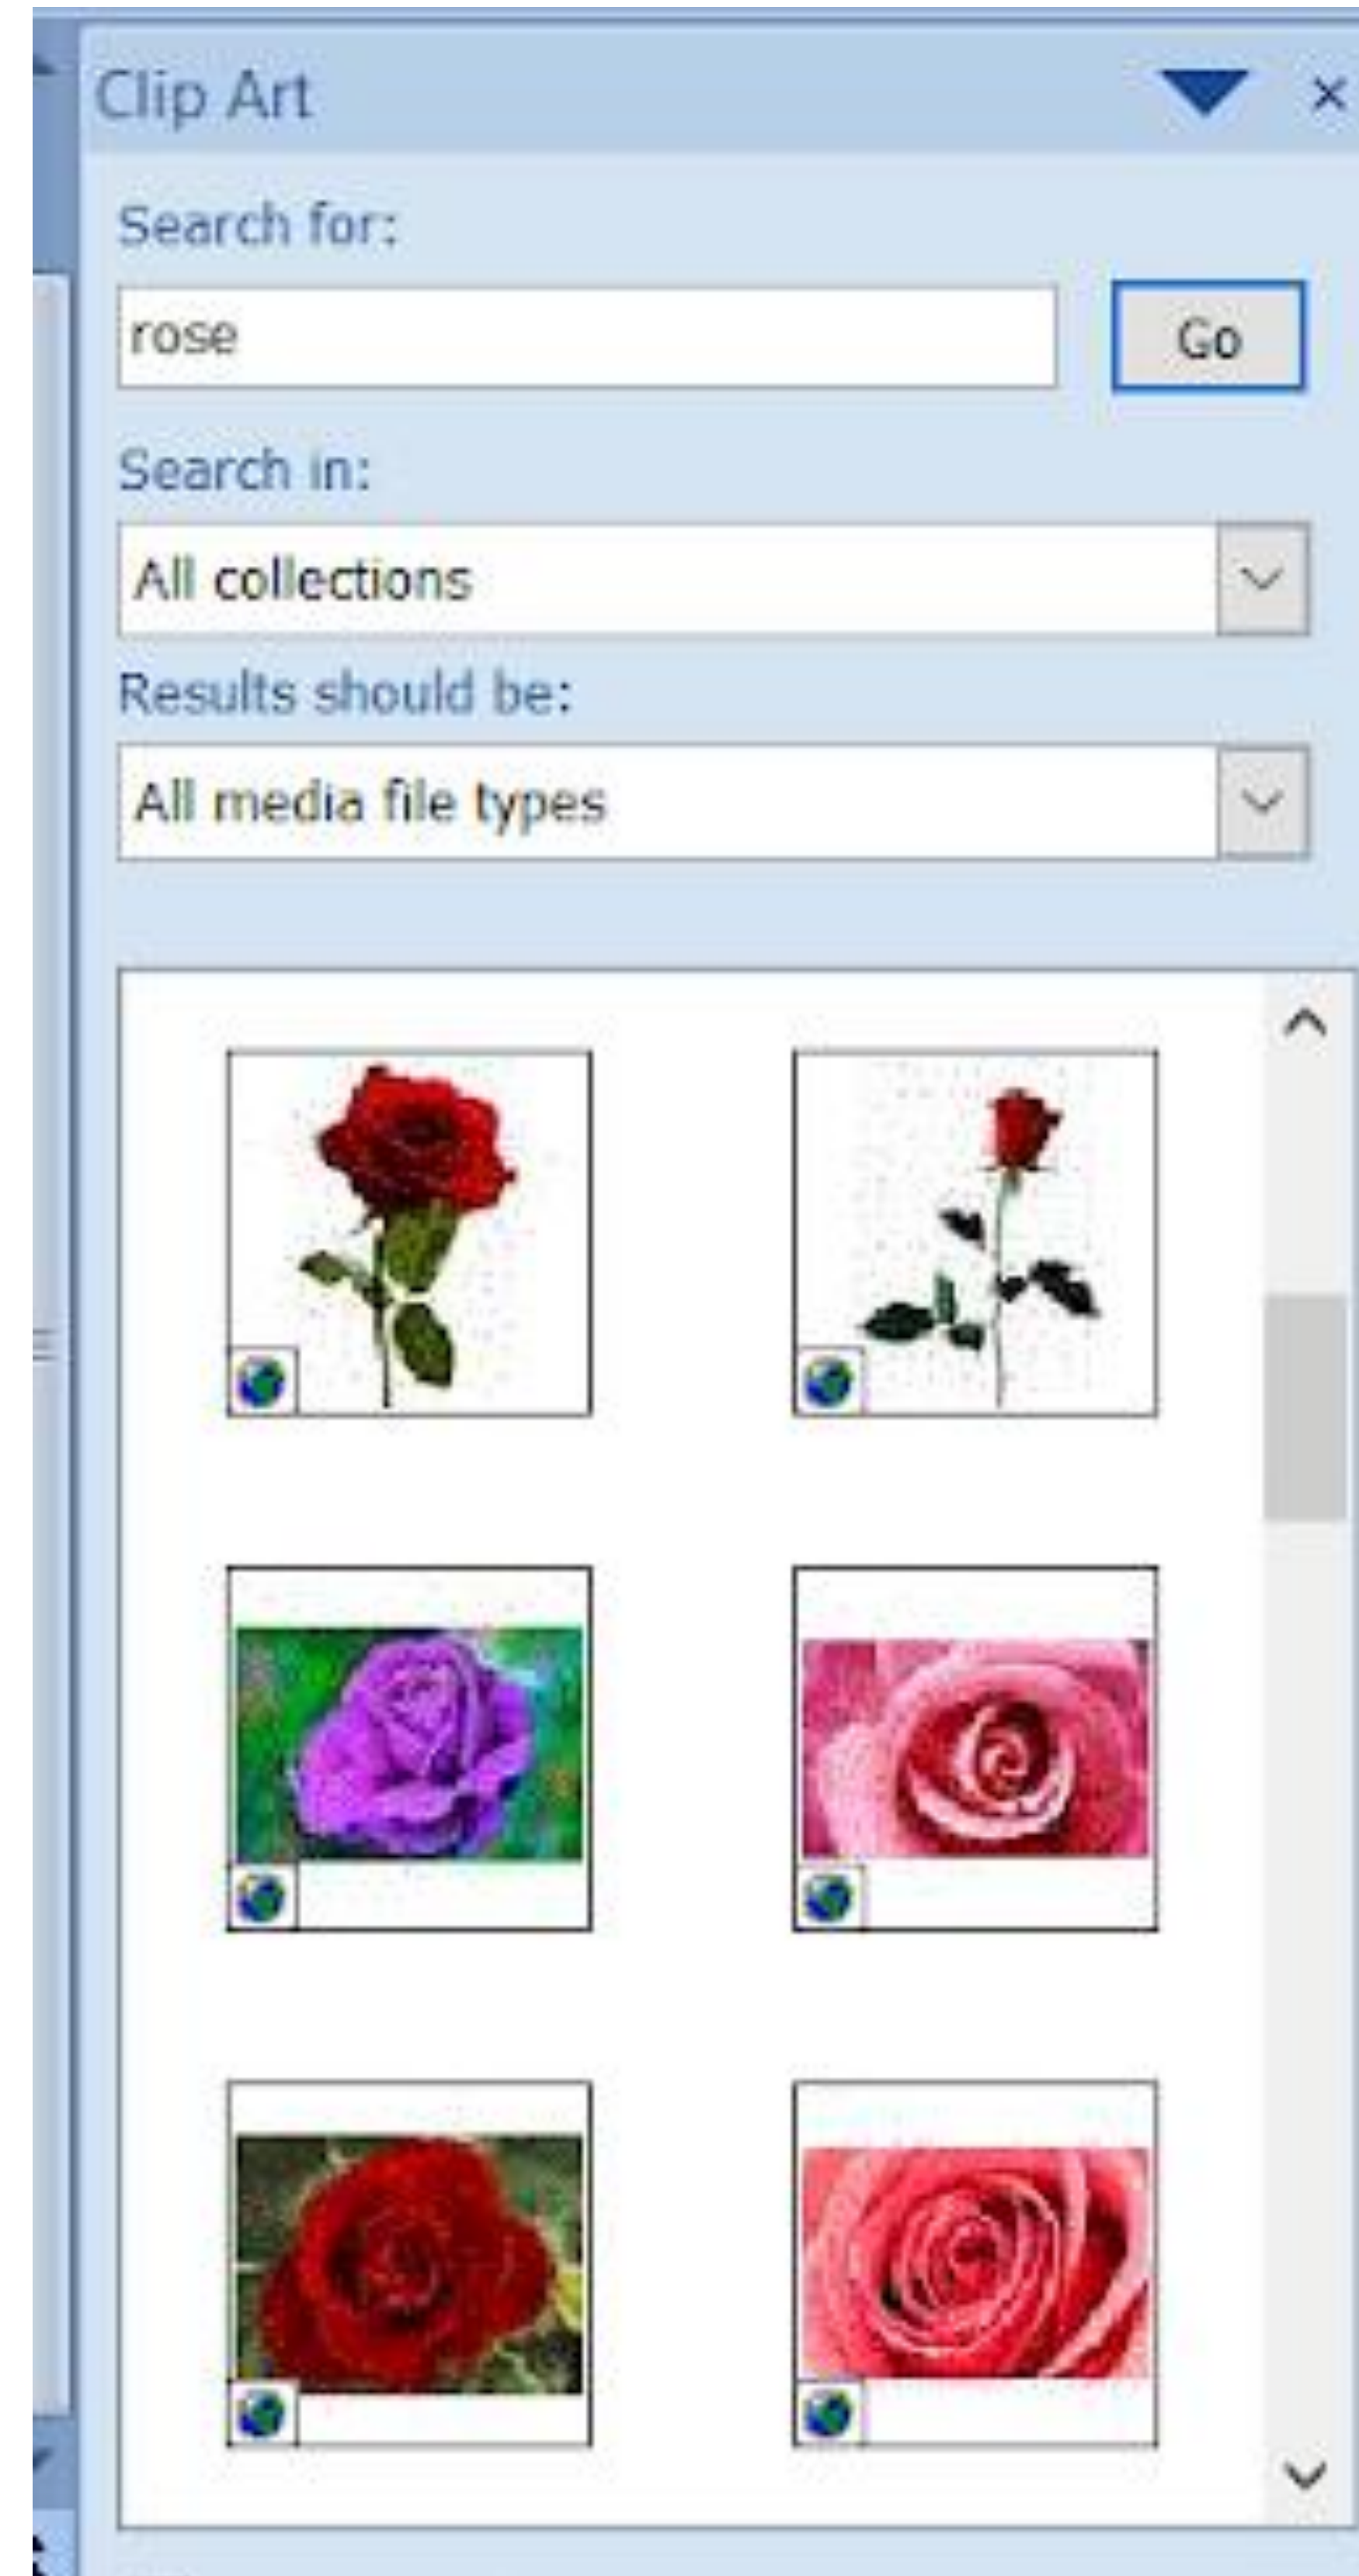 Clip Art
Search for:
rose
Go
Search in:
All collections
Results should be:
All media file types